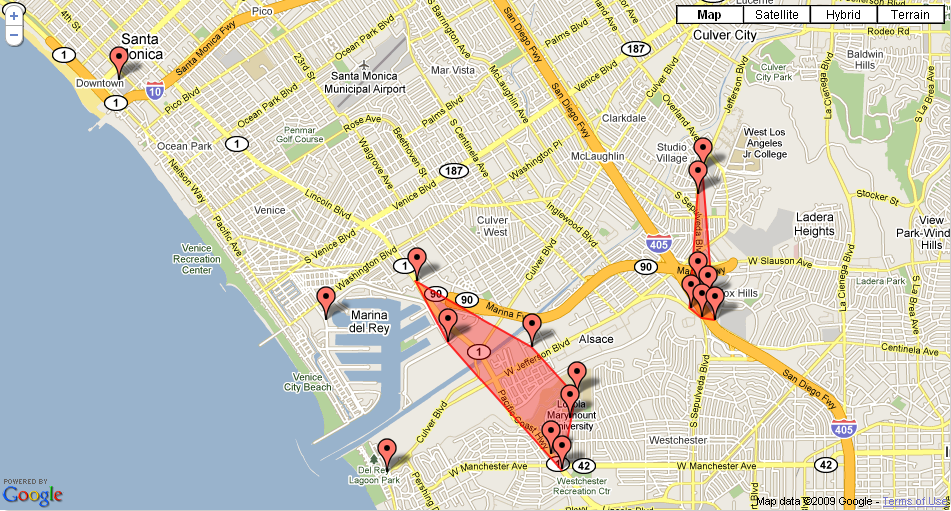 +
−
Map
Satellite
Hybrid
Terrain
4th St
Pico
Santa Monica Fwy
Ocean Park Blvd
23rd St
Palms Blvd
Venice Blvd
187
San Diego Fwy
Culver City
Rodeo Rd
Santa
Monica
1
Downtown
10
1
Pico Blvd
Ocean Park Blvd
Santa Monica
Municipal Airport
Mar Vista
McLaughlin Ave
Overland Ave
Culver City
Park
Jefferson Blvd
Baldwin
Hills
La Cienega Blvd
S La Brea Ave
Clarkdale
Ocean Park
1
Penmar
Golf Course
Rose Ave
Palms Blvd
Walgrove Ave
Beethoven St
S Centinela Ave
187
Washington Pl
McLaughlin
Studio
Village
West Los
Angeles
Jr College
Neilson Way
Pacific Ave
Lincoln Blvd
Venice Blvd
Venice
S Venice Blvd
Culver
West
Inglewood Blvd
Culver Blvd
S Sepulveda Blvd
Stocker St
Ladera
Heights
View
Park-Wind
Hills
Venice
Recreation
Center
Washington Blvd
1
405
90
W Slauson Ave
90
90
Marina Fwy
Fox Hills
Ladera Park
Marina
del Rey
1
W Jefferson Blvd
Alsace
Centinela Ave
Venice
City Beach
Culver Blvd
Pacific Coast Hwy
Loyola
Marymount
University
S Sepulveda Blvd
San Diego Fwy
405
La Cienega Blvd
S La Brea Ave
Westchester
Del Rey
Lagoon Park
Pershing
W Manchester Ave
42
W Manchester Ave
42
Westchester
Recreation Ctr
POWERED BY
Google
Map data ©2009 Google - Terms of Use